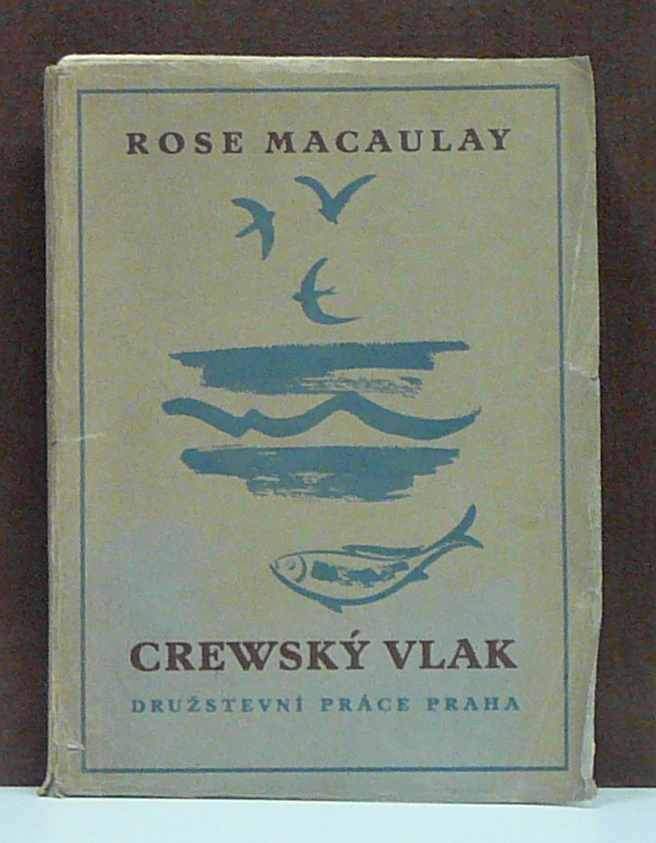 ROSE MACAULAY
CREWSKÝ VLAK
DRUŽSTEVNÍ PRÁCE PRAHA